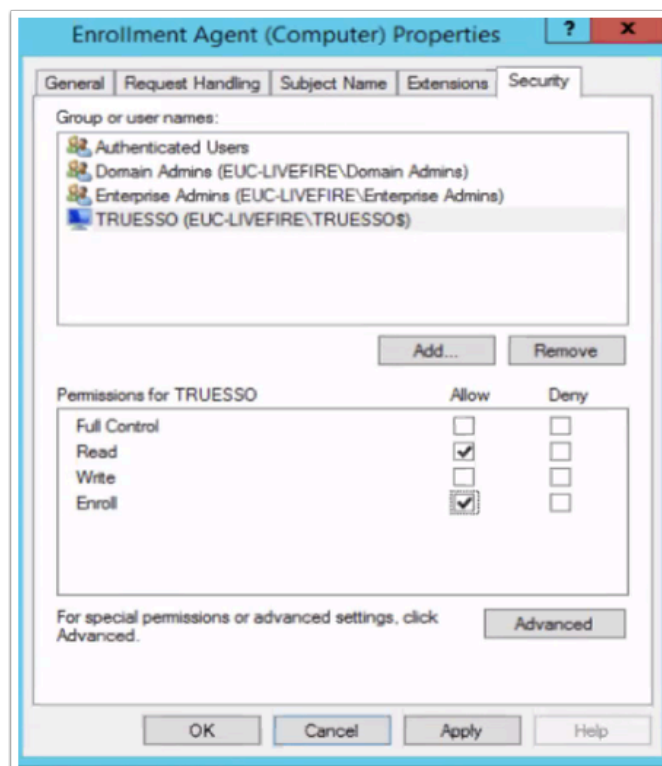 Enrollment Agent (Computer) Properties ? x
General Request Handling Subject Name Extensions Security
Group or user names:
Authenticated Users
Domain Admins (EUC-LIVEFIRE\Domain Admins)
Enterprise Admins (EUC-LIVEFIRE\Enterprise Admins)
TRUESSO (EUC-LIVEFIRE\TRUESSO$)
Add... Remove
Permissions for TRUESSO Allow Deny
Full Control
Read
Write
Enroll
For special permissions or advanced settings, click
Advanced.
Advanced
OK Cancel Apply Help